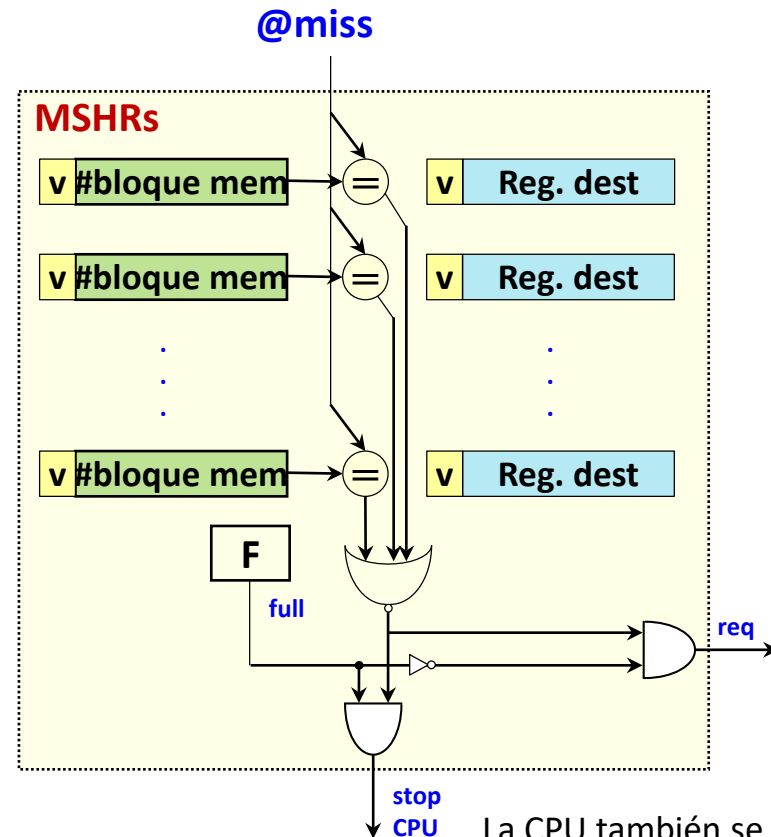 @miss
MSHRs
v #bloque mem = v Reg. dest
v #bloque mem = v Reg. dest
. .
. .
. .
v #bloque mem = v Reg. dest
F
full
req
stop
CPU La CPU también se